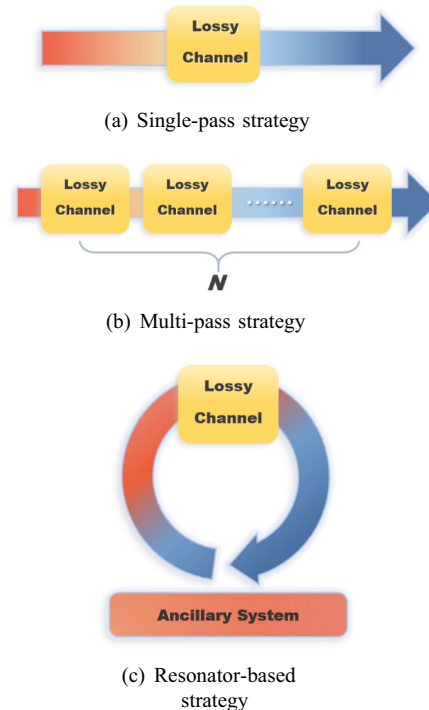 Lossy
Channel
(a) Single-pass strategy
Lossy
Channel
Lossy
Channel
......
Lossy
Channel
N
(b) Multi-pass strategy
Lossy
Channel
Ancillary System
(c) Resonator-based
strategy